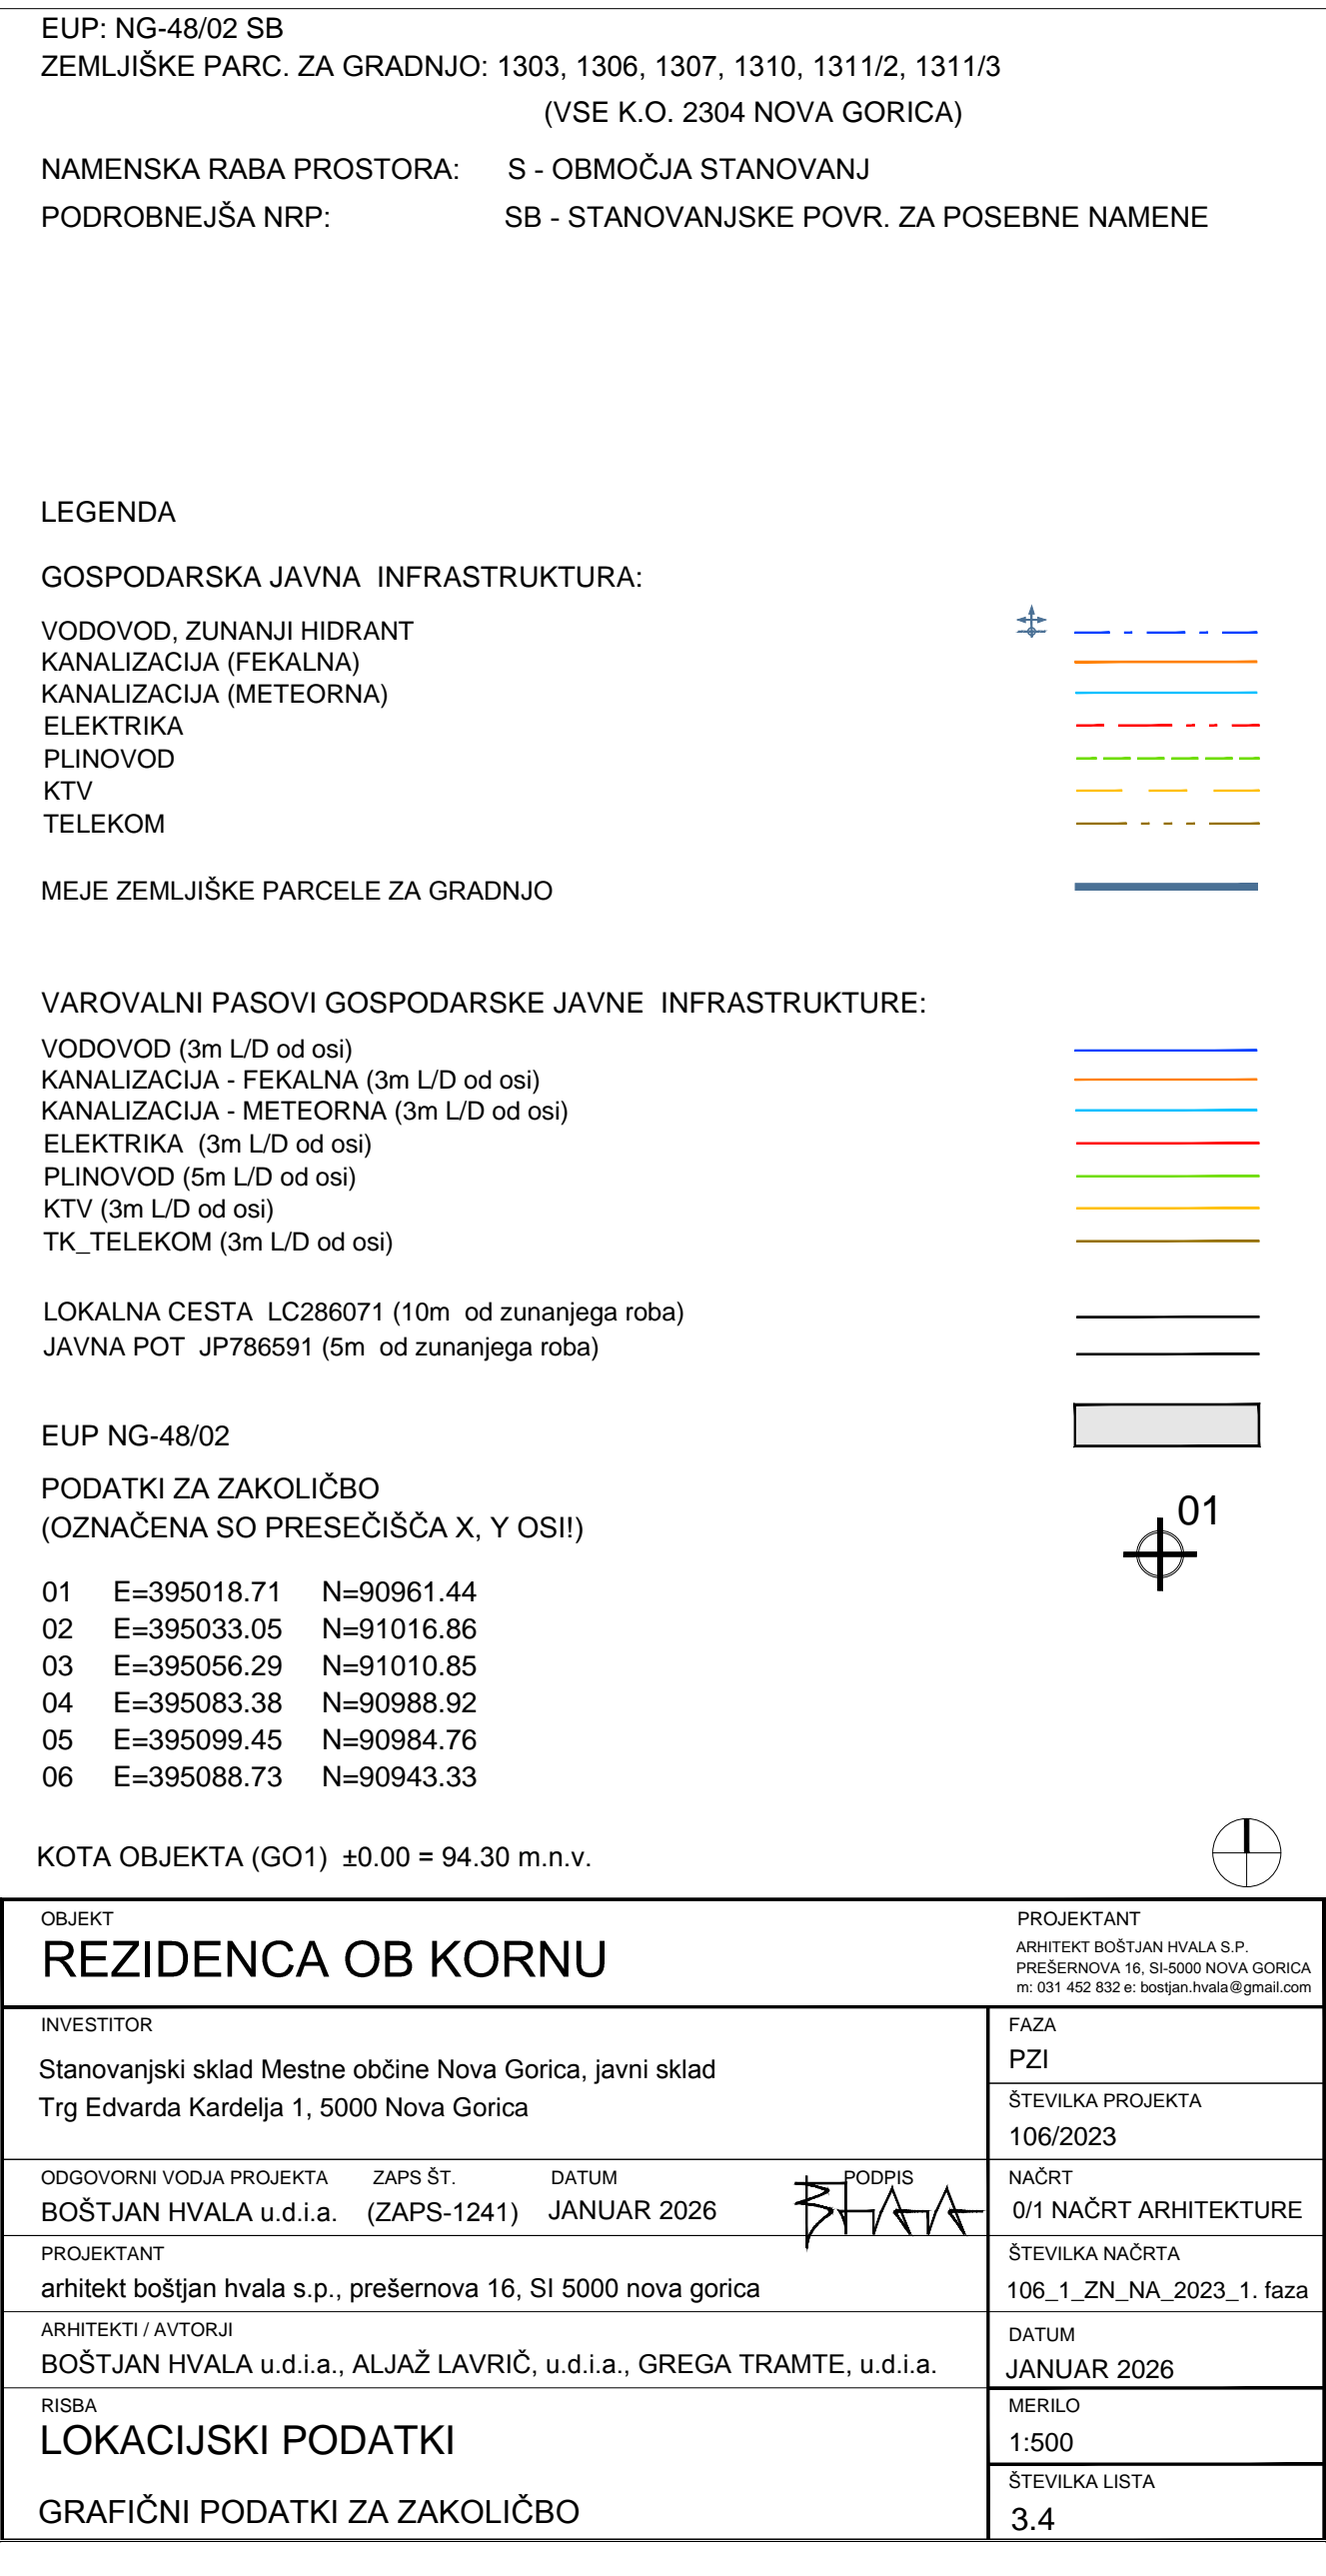 EUP: NG-48/02 SB
ZEMLJIŠKE PARC. ZA GRADNJO: 1303, 1306, 1307, 1310, 1311/2, 1311/3
(VSE K.O. 2304 NOVA GORICA)
NAMENSKA RABA PROSTORA: S - OBMOČJA STANOVANJ
PODROBNEJŠA NRP: SB - STANOVANJSKE POVR. ZA POSEBNE NAMENE
LEGENDA
GOSPODARSKA JAVNA INFRASTRUKTURA:
VODOVOD, ZUNANJI HIDRANT
KANALIZACIJA (FEKALNA)
KANALIZACIJA (METEORNA)
ELEKTRIKA
PLINOVOD
KTV
TELEKOM
MEJE ZEMLJIŠKE PARCELE ZA GRADNJO
VAROVALNI PASOVI GOSPODARSKE JAVNE INFRASTRUKTURE:
VODOVOD (3m L/D od osi)
KANALIZACIJA - FEKALNA (3m L/D od osi)
KANALIZACIJA - METEORNA (3m L/D od osi)
ELEKTRIKA (3m L/D od osi)
PLINOVOD (5m L/D od osi)
KTV (3m L/D od osi)
TK_TELEKOM (3m L/D od osi)
LOKALNA CESTA LC286071 (10m od zunanjega roba)
JAVNA POT JP786591 (5m od zunanjega roba)
EUP NG-48/02
PODATKI ZA ZAKOLIČBO
(OZNAČENA SO PRESEČIŠČA X, Y OSI!)
01
01 E=395018.71 N=90961.44
02 E=395033.05 N=91016.86
03 E=395056.29 N=91010.85
04 E=395083.38 N=90988.92
05 E=395099.45 N=90984.76
06 E=395088.73 N=90943.33
KOTA OBJEKTA (GO1) ±0.00 = 94.30 m.n.v.
OBJEKT
REZIDENCA OB KORNU
PROJEKTANT
ARHITEKT BOŠTJAN HVALA S.P.
PREŠERNOVA 16, SI-5000 NOVA GORICA
m: 031 452 832 e: bostjan.hvala@gmail.com
INVESTITOR
Stanovanjski sklad Mestne občine Nova Gorica, javni sklad
Trg Edvarda Kardelja 1, 5000 Nova Gorica
FAZA
PZI
ŠTEVILKA PROJEKTA
106/2023
ODGOVORNI VODJA PROJEKTA ZAPS ŠT. DATUM PODPIS
BOŠTJAN HVALA u.d.i.a. (ZAPS-1241) JANUAR 2026
NAČRT
0/1 NAČRT ARHITEKTURE
PROJEKTANT
arhitekt boštjan hvala s.p., prešernova 16, SI 5000 nova gorica
ŠTEVILKA NAČRTA
106_1_ZN_NA_2023_1. faza
ARHITEKTI / AVTORJI
BOŠTJAN HVALA u.d.i.a., ALJAŽ LAVRIČ, u.d.i.a., GREGA TRAMTE, u.d.i.a.
DATUM
JANUAR 2026
RISBA
LOKACIJSKI PODATKI
GRAFIČNI PODATKI ZA ZAKOLIČBO
MERILO
1:500
ŠTEVILKA LISTA
3.4